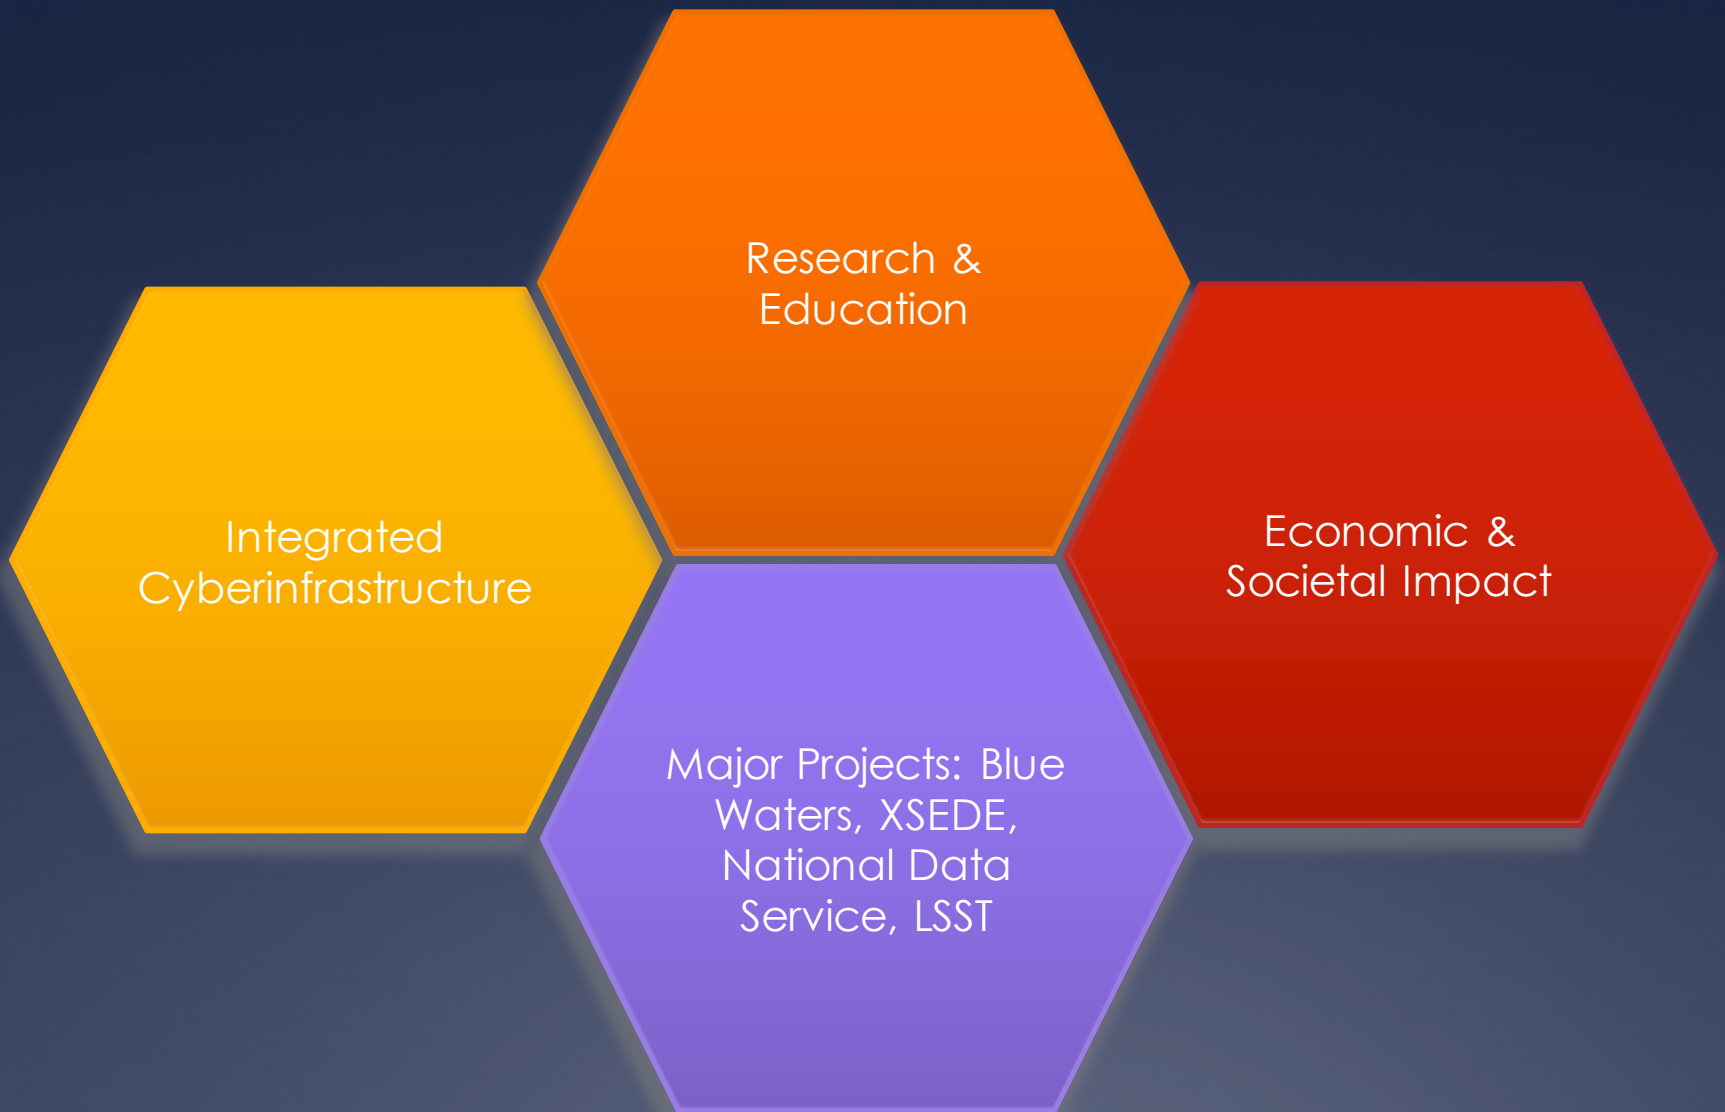 Research &
Education
Integrated
Cyberinfrastructure
Economic &
Societal Impact
Major Projects: Blue
Waters, XSEDE,
National Data
Service, LSST